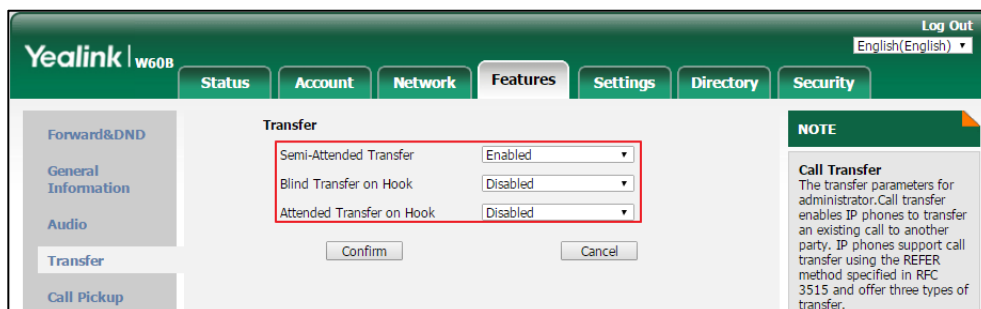 Log Out
Yealink | W60B
English(English)
Status Account Network Features Settings Directory Security
Forward&DND
General
Information
Audio
Transfer
Call Pickup
Transfer
Semi-Attended Transfer Enabled
Blind Transfer on Hook Disabled
Attended Transfer on Hook Disabled
Confirm Cancel
NOTE
Call Transfer
The transfer parameters for
administrator.Call transfer
enables IP phones to transfer
an existing call to another
party. IP phones support call
transfer using the REFER
method specified in RFC
3515 and offer three types of
transfer.